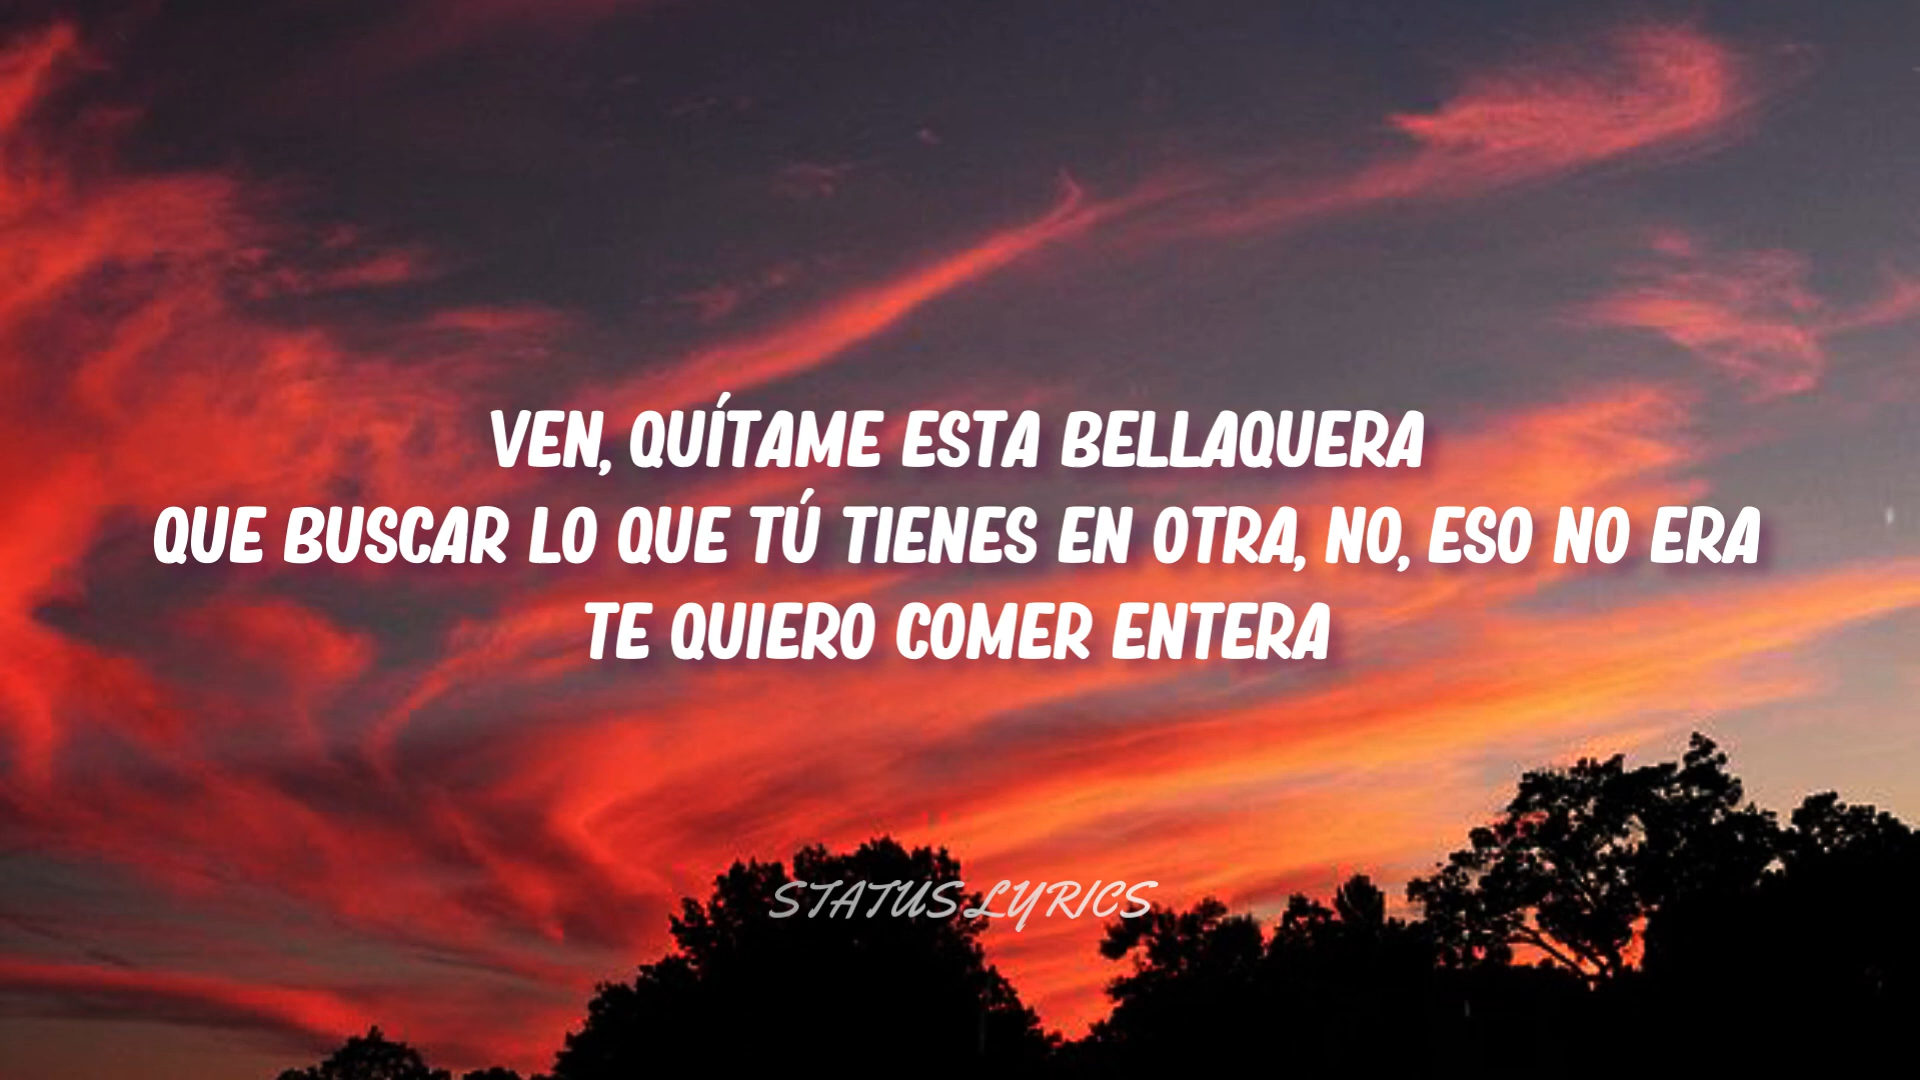 VEN, QUÍTAME ESTA BELLAQUERA
QUE BUSCAR LO QUE TÚ TIENES EN OTRA, NO, ESO NO ERA
TE QUIERO COMER ENTERA
STATUS LYRICS